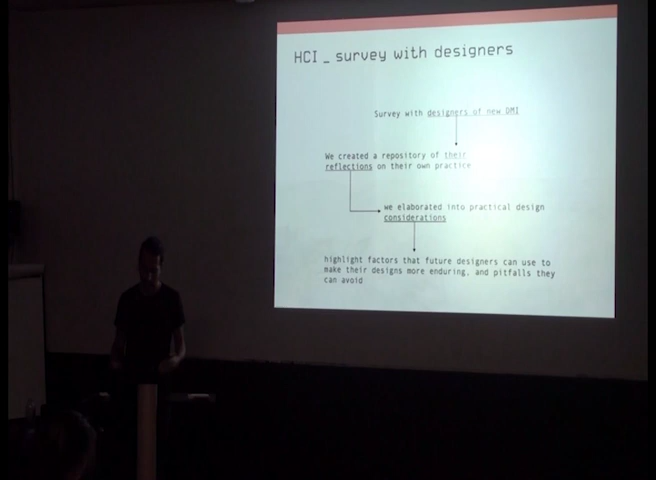 HCI _ survey with designers
Survey with designers of new DMI
We created a repository of their
reflections on their own practice
we elaborated into practical design
considerations
highlight factors that future designers can use to
make their designs more enduring, and pitfalls they
can avoid